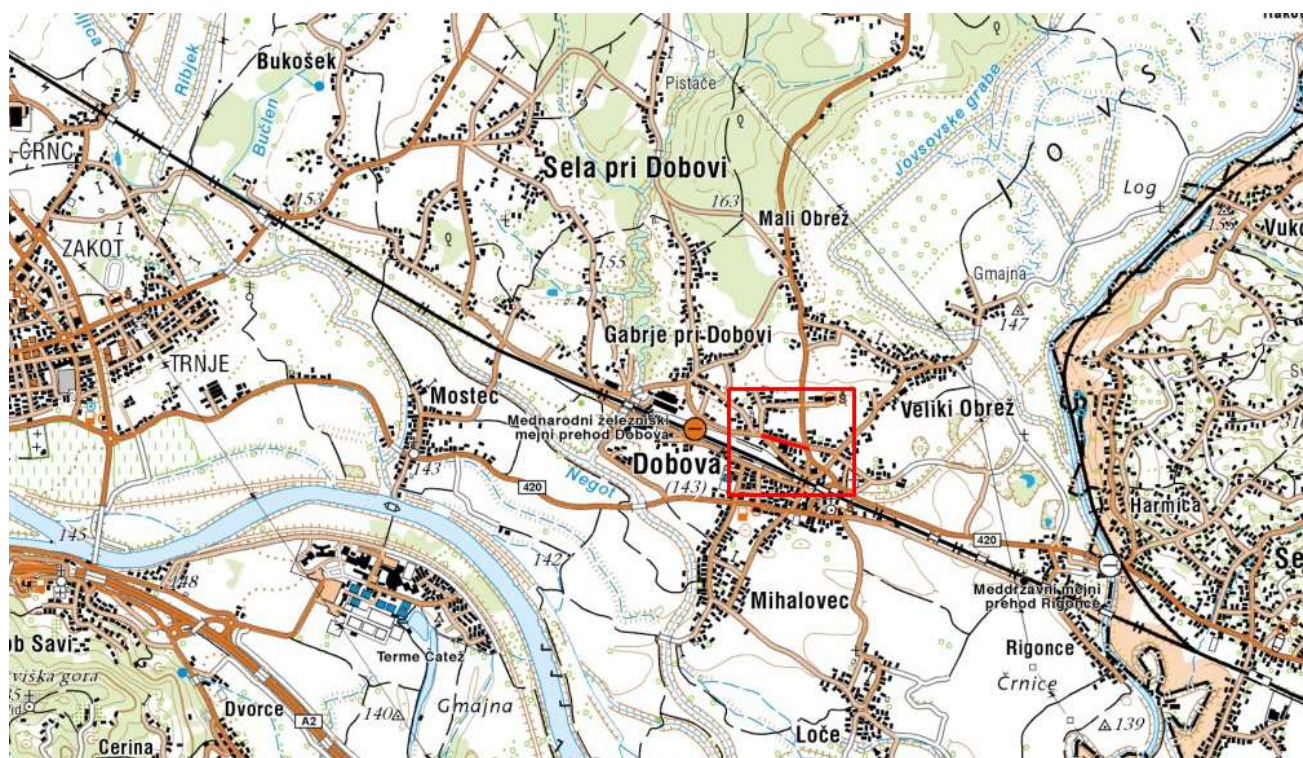 Bukošek
Ribjek
Bučlen
ČRNC
Pistače
Jovsovske grabe
J O V S
Sela pri Dobovi
163
Mali Obrež
Log
153
ZAKOT
155
Gmajna
147
Gabrje pri Dobovi
TRNJE
Mostec
Mednarodni železniški
mejni prehod Dobova
Veliki Obrež
Dobova
(143)
143
420
Negot
142
145
148
420
Harmica
Meddržavni mejni
prehod Rigonce
Mihalovec
Rigonce
Črnice
ob Savi
Terme Čatež
Gmajna
140
Dvorce
A2
Cerina
Loče
139